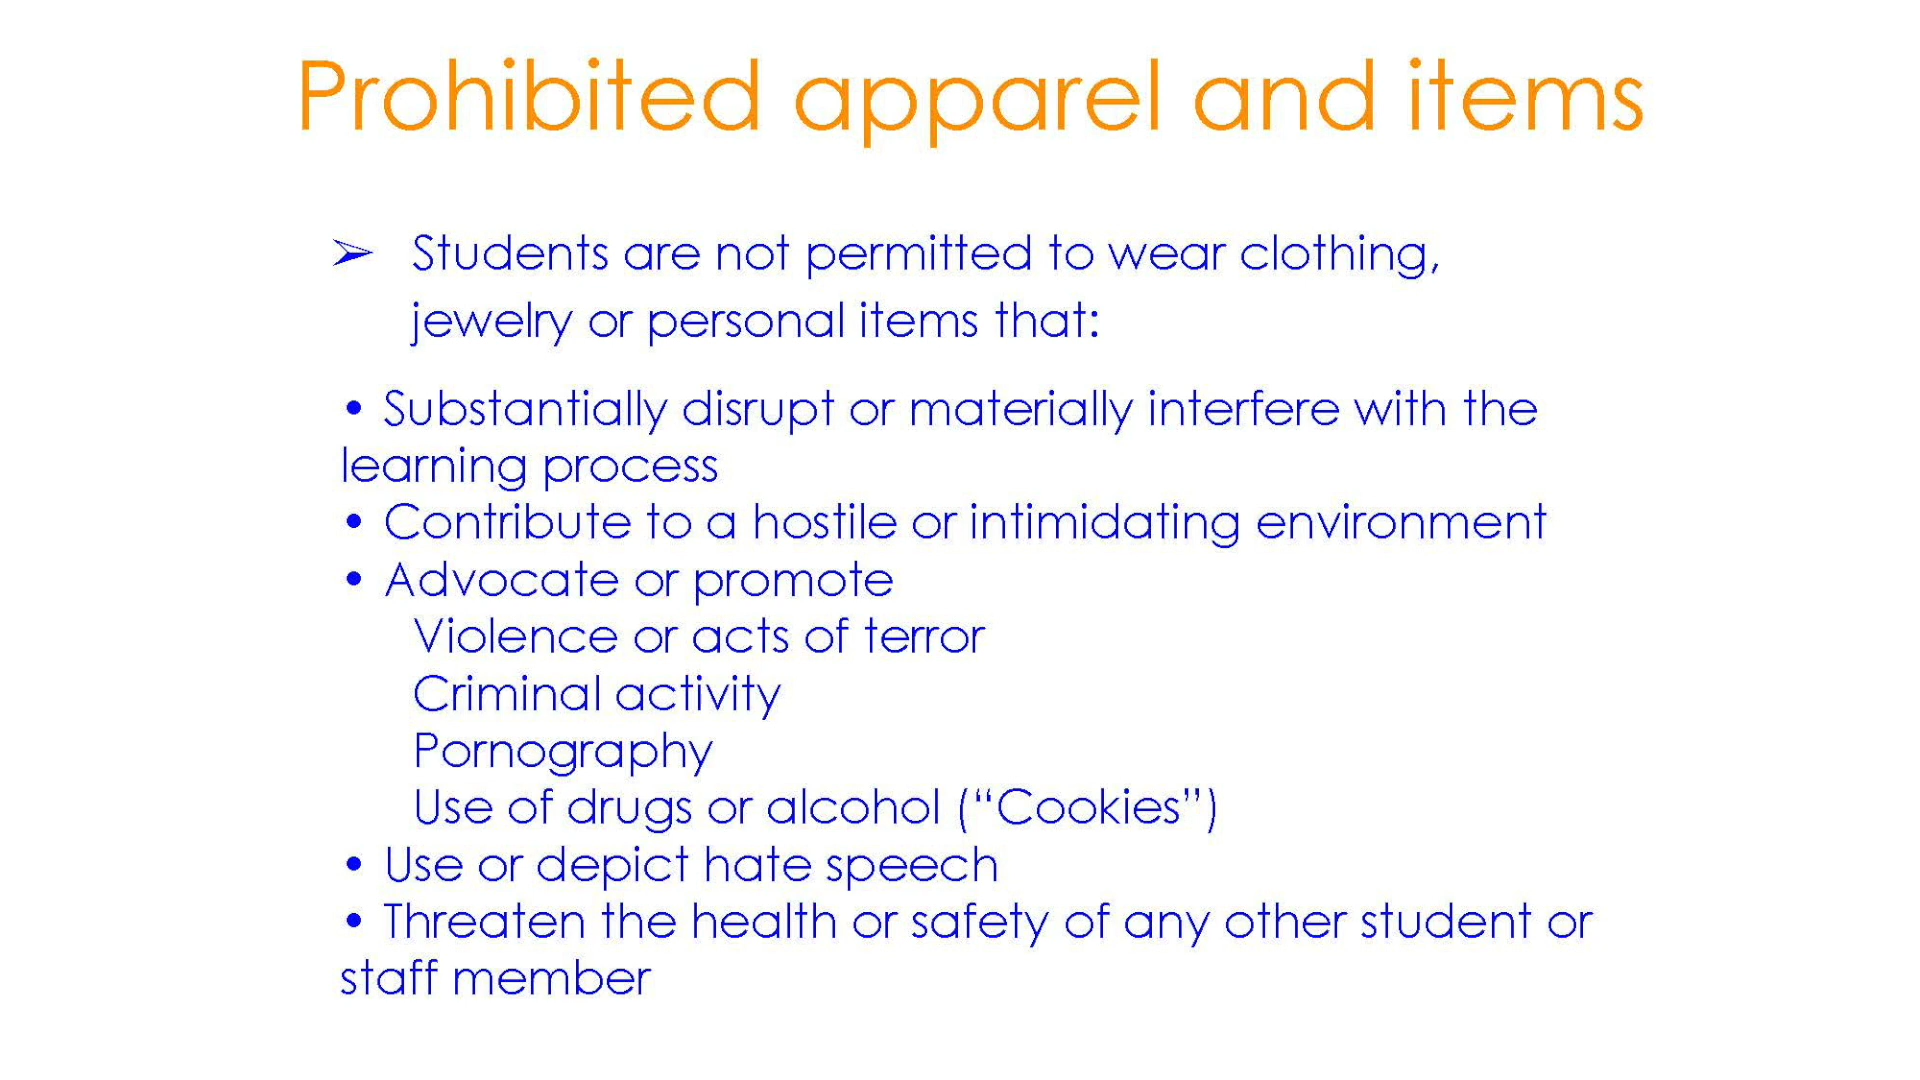 Prohibited apparel and items
➢ Students are not permitted to wear clothing,
jewelry or personal items that:
• Substantially disrupt or materially interfere with the
learning process
• Contribute to a hostile or intimidating environment
• Advocate or promote
Violence or acts of terror
Criminal activity
Pornography
Use of drugs or alcohol (“Cookies”)
• Use or depict hate speech
• Threaten the health or safety of any other student or
staff member